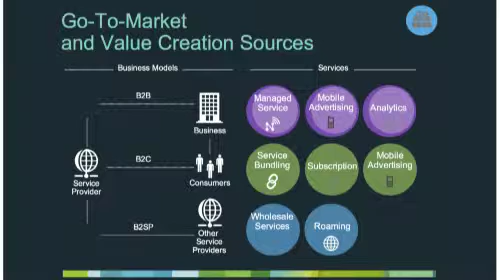 Go-To-Market
and Value Creation Sources
Business Models
Services
B2B
Business
Managed
Service
Mobile
Advertising
Analytics
Service
Provider
B2C
Consumers
Service
Bundling
Subscription
Mobile
Advertising
B2SP
Other
Service
Providers
Wholesale
Services
Roaming